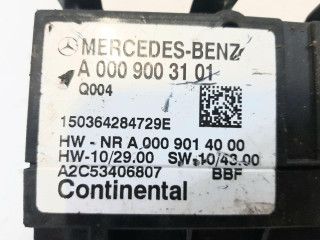 MERCEDES-BENZ
A 000 900 31 01
Q004
150364284729E
HW - NR A 000 901 40 00
HW-10/29.00 SW-10/43.00
A2C53406807 BBF
Continental